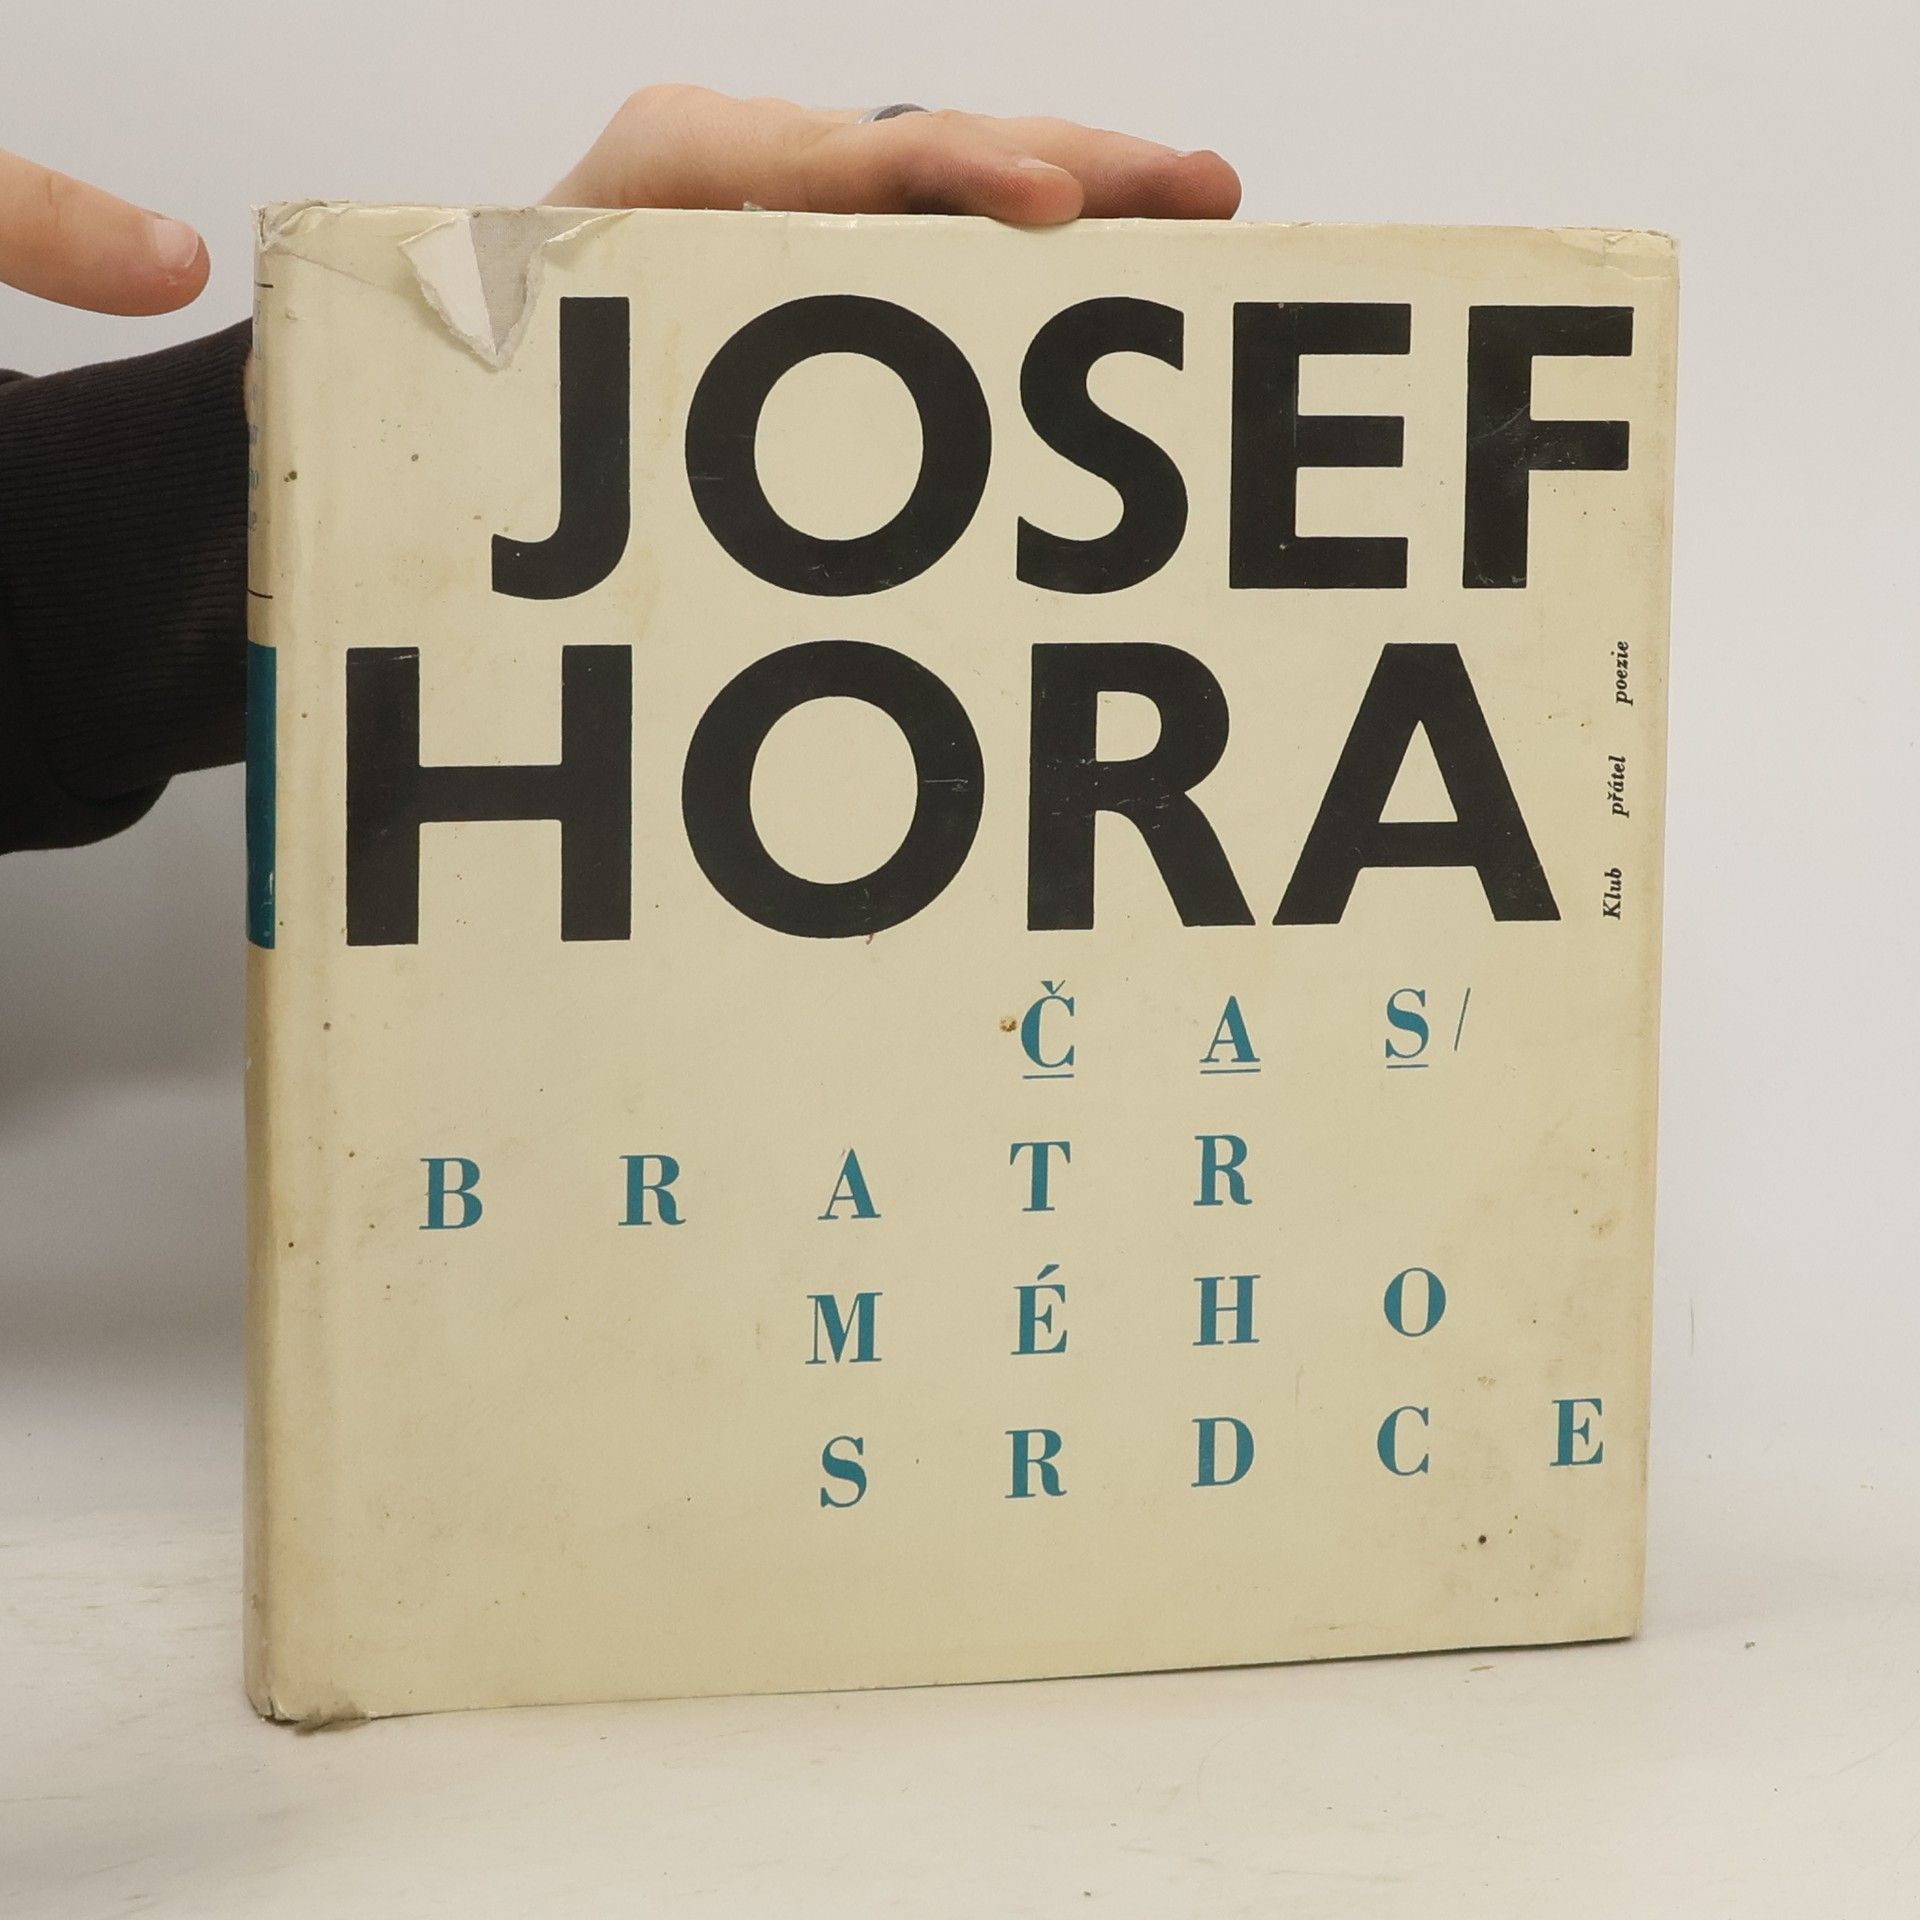 JOSEF
HORA
Klub přátel poezie
ČAS/
BRATR
MÉHO
SRDCE